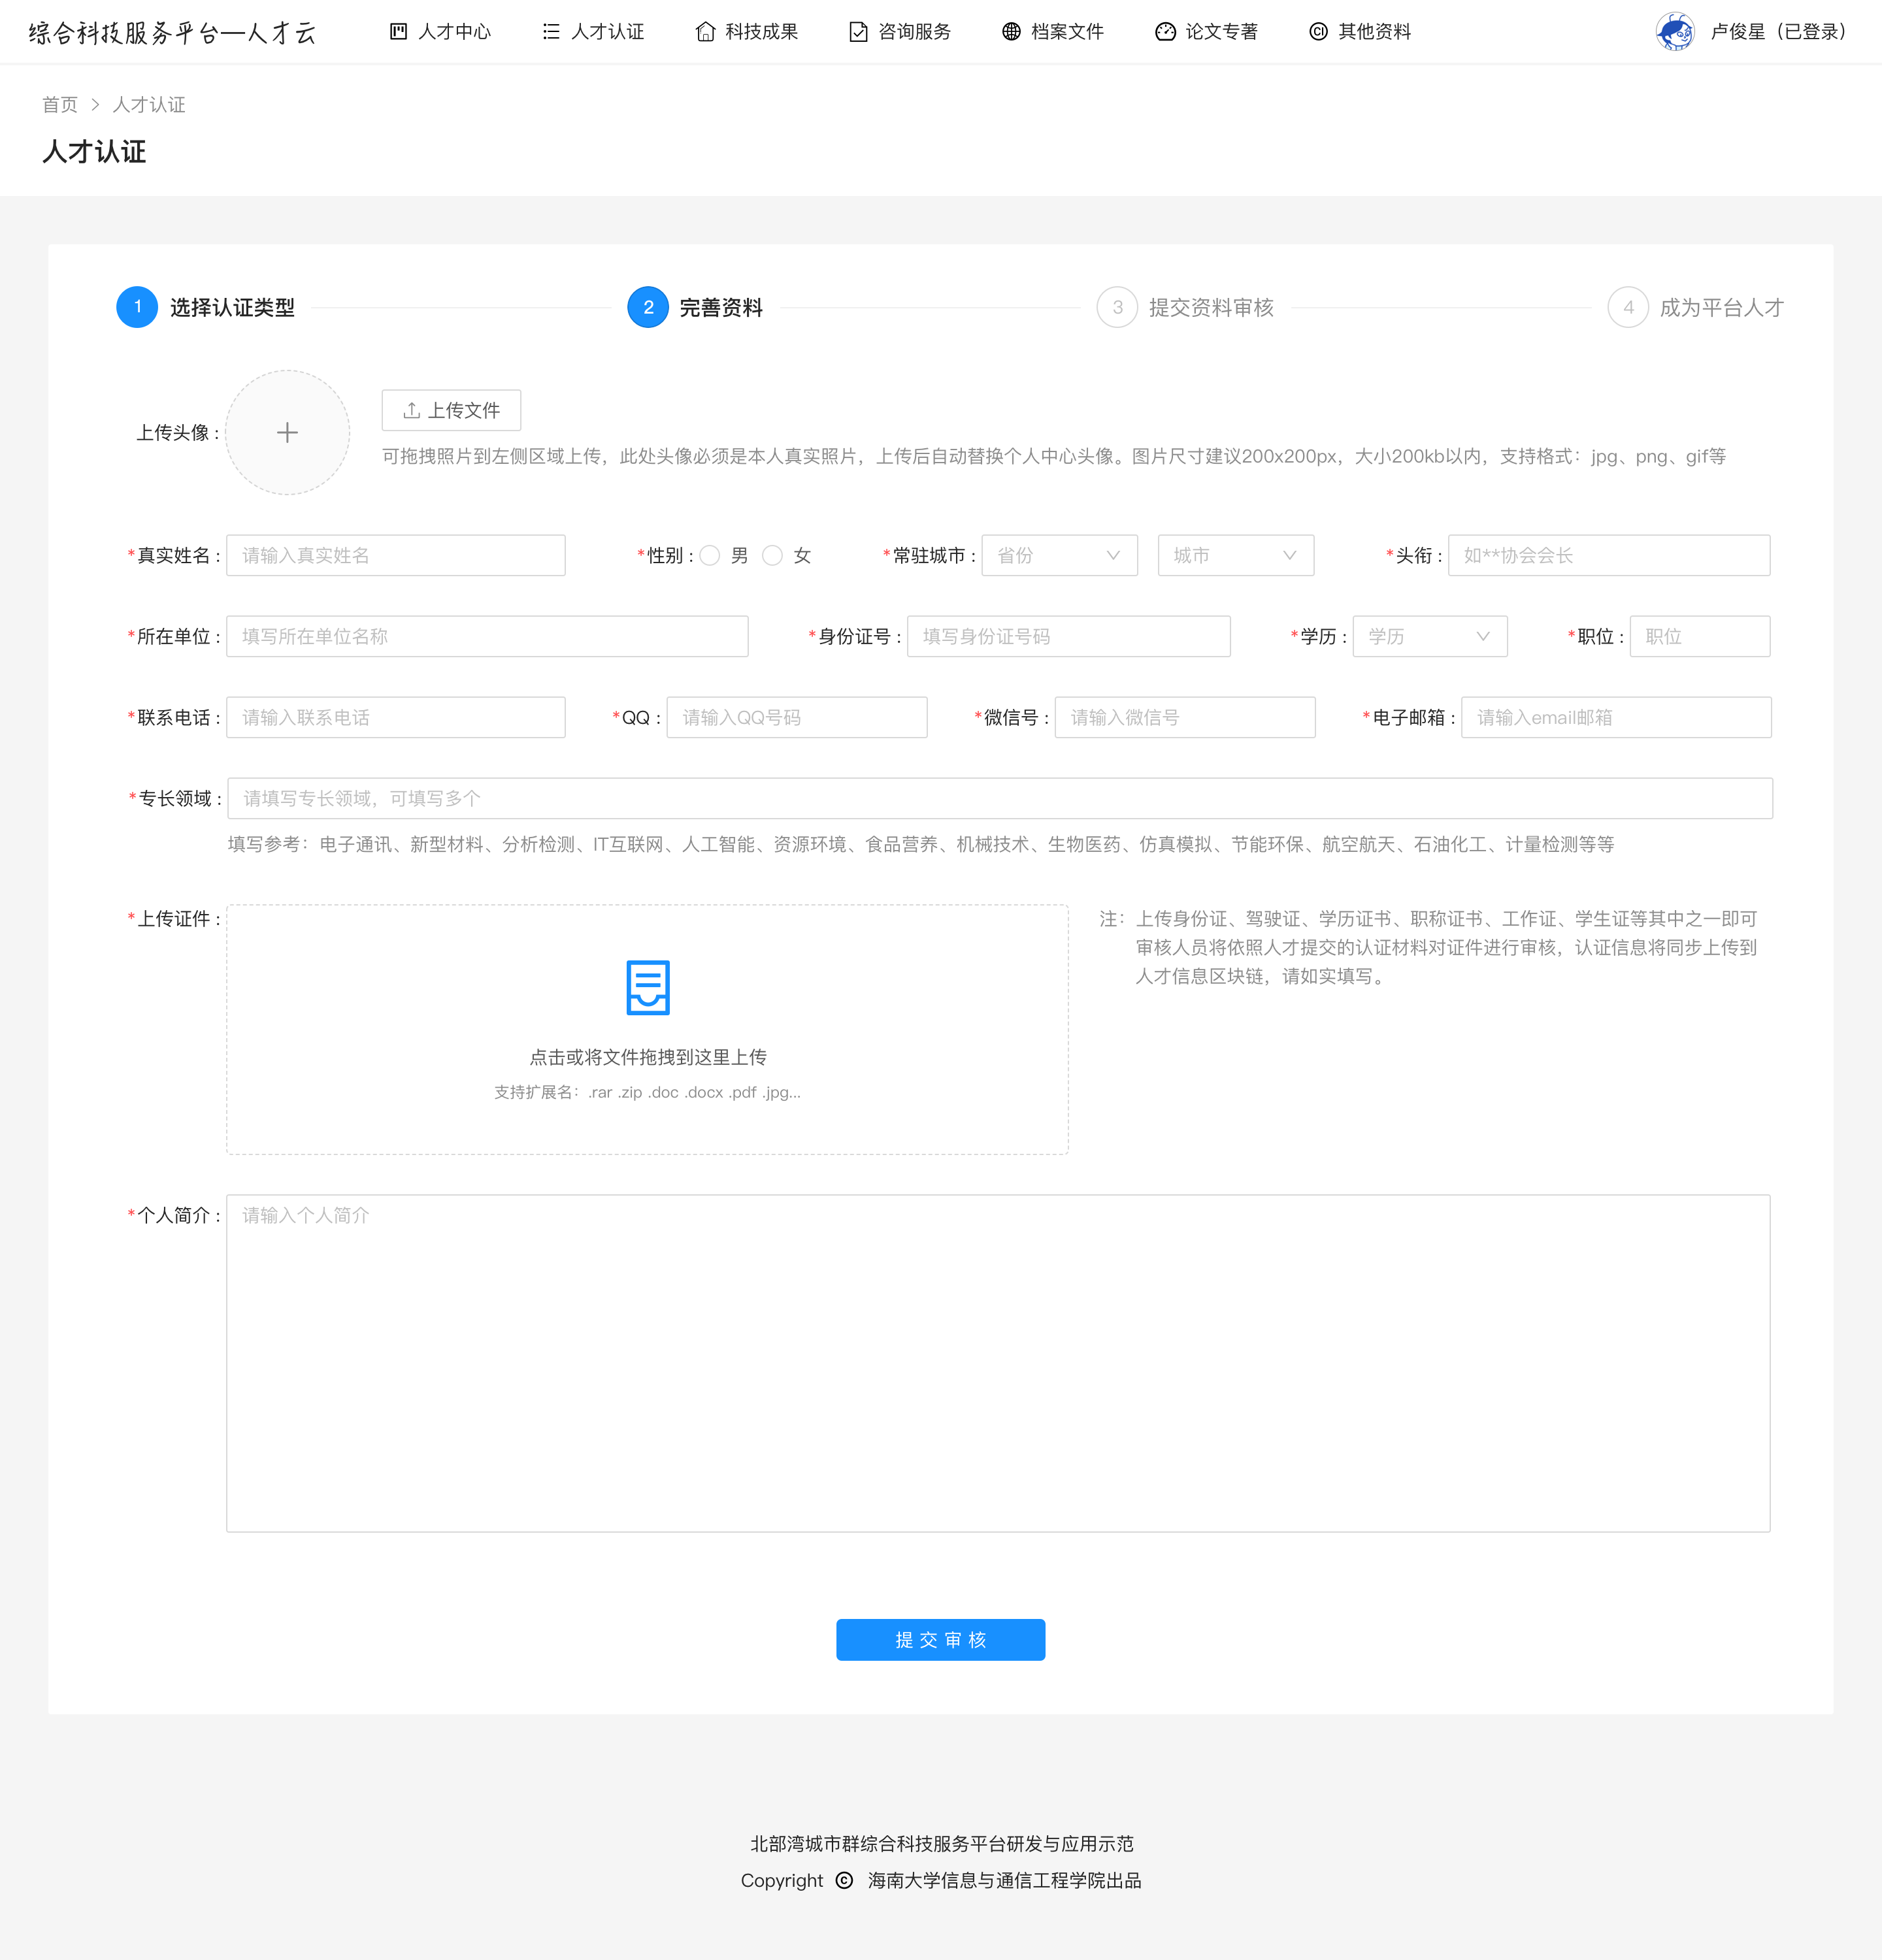 综合科技服务平台—人才云 人才中心 人才认证 科技成果 咨询服务 档案文件 论文专著 其他资料 卢俊星（已登录）
首页 > 人才认证
人才认证
1 选择认证类型 2 完善资料 3 提交资料审核 4 成为平台人才
上传文件
上传头像 :
可拖拽照片到左侧区域上传，此处头像必须是本人真实照片，上传后自动替换个人中心头像。图片尺寸建议200x200px，大小200kb以内，支持格式：jpg、png、gif等
*真实姓名 : 请输入真实姓名 *性别 : 男 女 *常驻城市 : 省份 城市 *头衔 : 如**协会会长
*所在单位 : 填写所在单位名称 *身份证号 : 填写身份证号码 *学历 : 学历 *职位 : 职位
*联系电话 : 请输入联系电话 *QQ : 请输入QQ号码 *微信号 : 请输入微信号 *电子邮箱 : 请输入email邮箱
*专长领域 : 请填写专长领域，可填写多个
填写参考：电子通讯、新型材料、分析检测、IT互联网、人工智能、资源环境、食品营养、机械技术、生物医药、仿真模拟、节能环保、航空航天、石油化工、计量检测等等
*上传证件 :
点击或将文件拖拽到这里上传
支持扩展名：.rar .zip .doc .docx .pdf .jpg...
注：上传身份证、驾驶证、学历证书、职称证书、工作证、学生证等其中之一即可
审核人员将依照人才提交的认证材料对证件进行审核，认证信息将同步上传到
人才信息区块链，请如实填写。
*个人简介 : 请输入个人简介
提交审核
北部湾城市群综合科技服务平台研发与应用示范
Copyright © 海南大学信息与通信工程学院出品